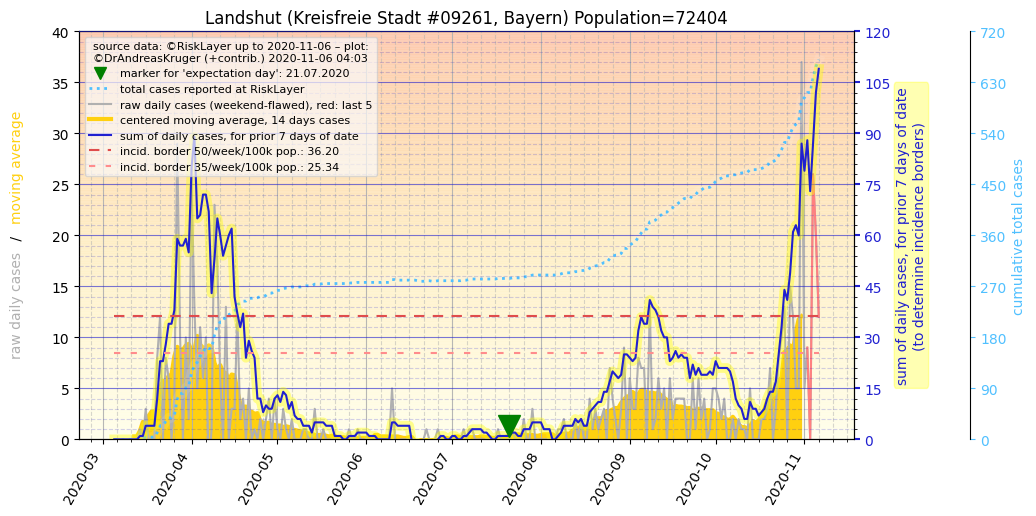 Landshut (Kreisfreie Stadt #09261, Bayern) Population=72404
source data: ©RiskLayer up to 2020-11-06 – plot:
©DrAndreasKruger (+contrib.) 2020-11-06 04:03
marker for 'expectation day': 21.07.2020
total cases reported at RiskLayer
raw daily cases (weekend-flawed), red: last 5
centered moving average, 14 days cases
sum of daily cases, for prior 7 days of date
incid. border 50/week/100k pop.: 36.20
incid. border 35/week/100k pop.: 25.34
raw daily cases / moving average
40
35
30
25
20
15
10
5
0
2020-03
2020-04
2020-05
2020-06
2020-07
2020-08
2020-09
2020-10
2020-11
120
105
90
75
60
45
30
15
0
sum of daily cases, for prior 7 days of date
(to determine incidence borders)
720
630
540
450
360
270
180
90
0
cumulative total cases